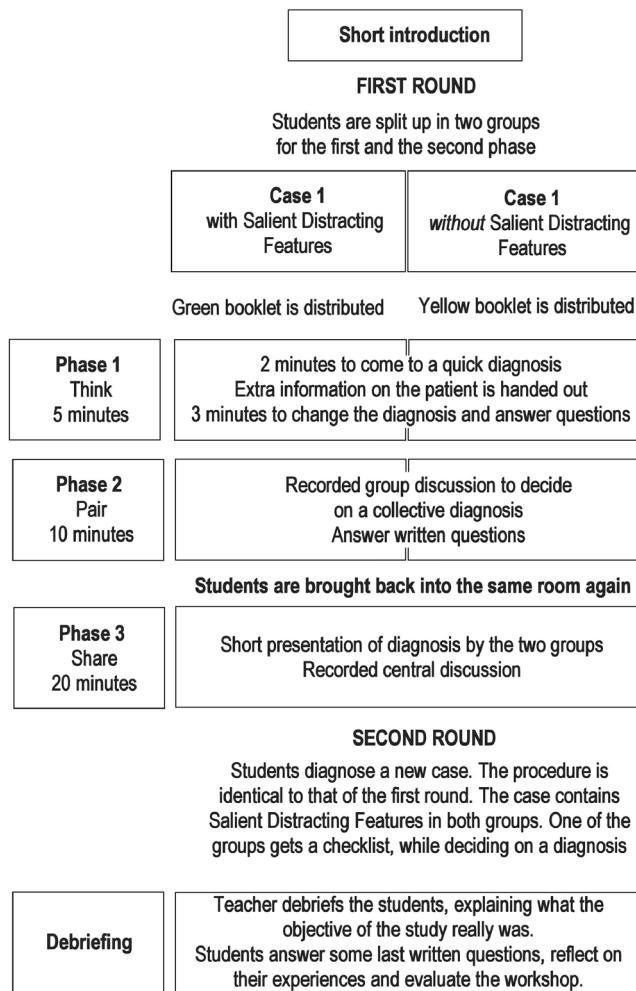 Short introduction
FIRST ROUND
Students are split up in two groups
for the first and the second phase
Case 1
with Salient Distracting
Features
Case 1
without Salient Distracting
Features
Green booklet is distributed
Yellow booklet is distributed
Phase 1
Think
5 minutes
2 minutes to come to a quick diagnosis
Extra information on the patient is handed out
3 minutes to change the diagnosis and answer questions
Phase 2
Pair
10 minutes
Recorded group discussion to decide
on a collective diagnosis
Answer written questions
Students are brought back into the same room again
Phase 3
Share
20 minutes
Short presentation of diagnosis by the two groups
Recorded central discussion
SECOND ROUND
Students diagnose a new case. The procedure is
identical to that of the first round. The case contains
Salient Distracting Features in both groups. One of the
groups gets a checklist, while deciding on a diagnosis
Debriefing
Teacher debriefs the students, explaining what the
objective of the study really was.
Students answer some last written questions, reflect on
their experiences and evaluate the workshop.